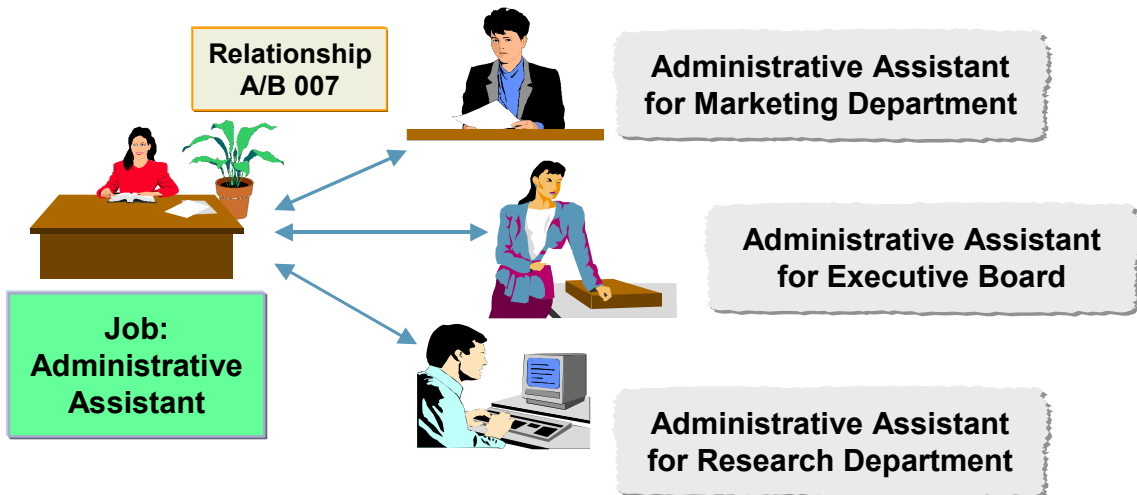 Relationship
A/B 007
Administrative Assistant
for Marketing Department
Administrative Assistant
for Executive Board
Job:
Administrative
Assistant
Administrative Assistant
for Research Department